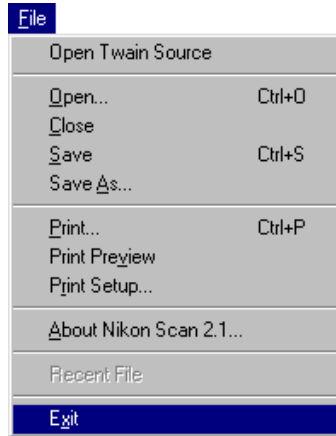 File
Open Twain Source
Open... Ctrl+O
Close
Save Ctrl+S
Save As...
Print... Ctrl+P
Print Preview
Print Setup...
About Nikon Scan 2.1...
Recent File
Exit